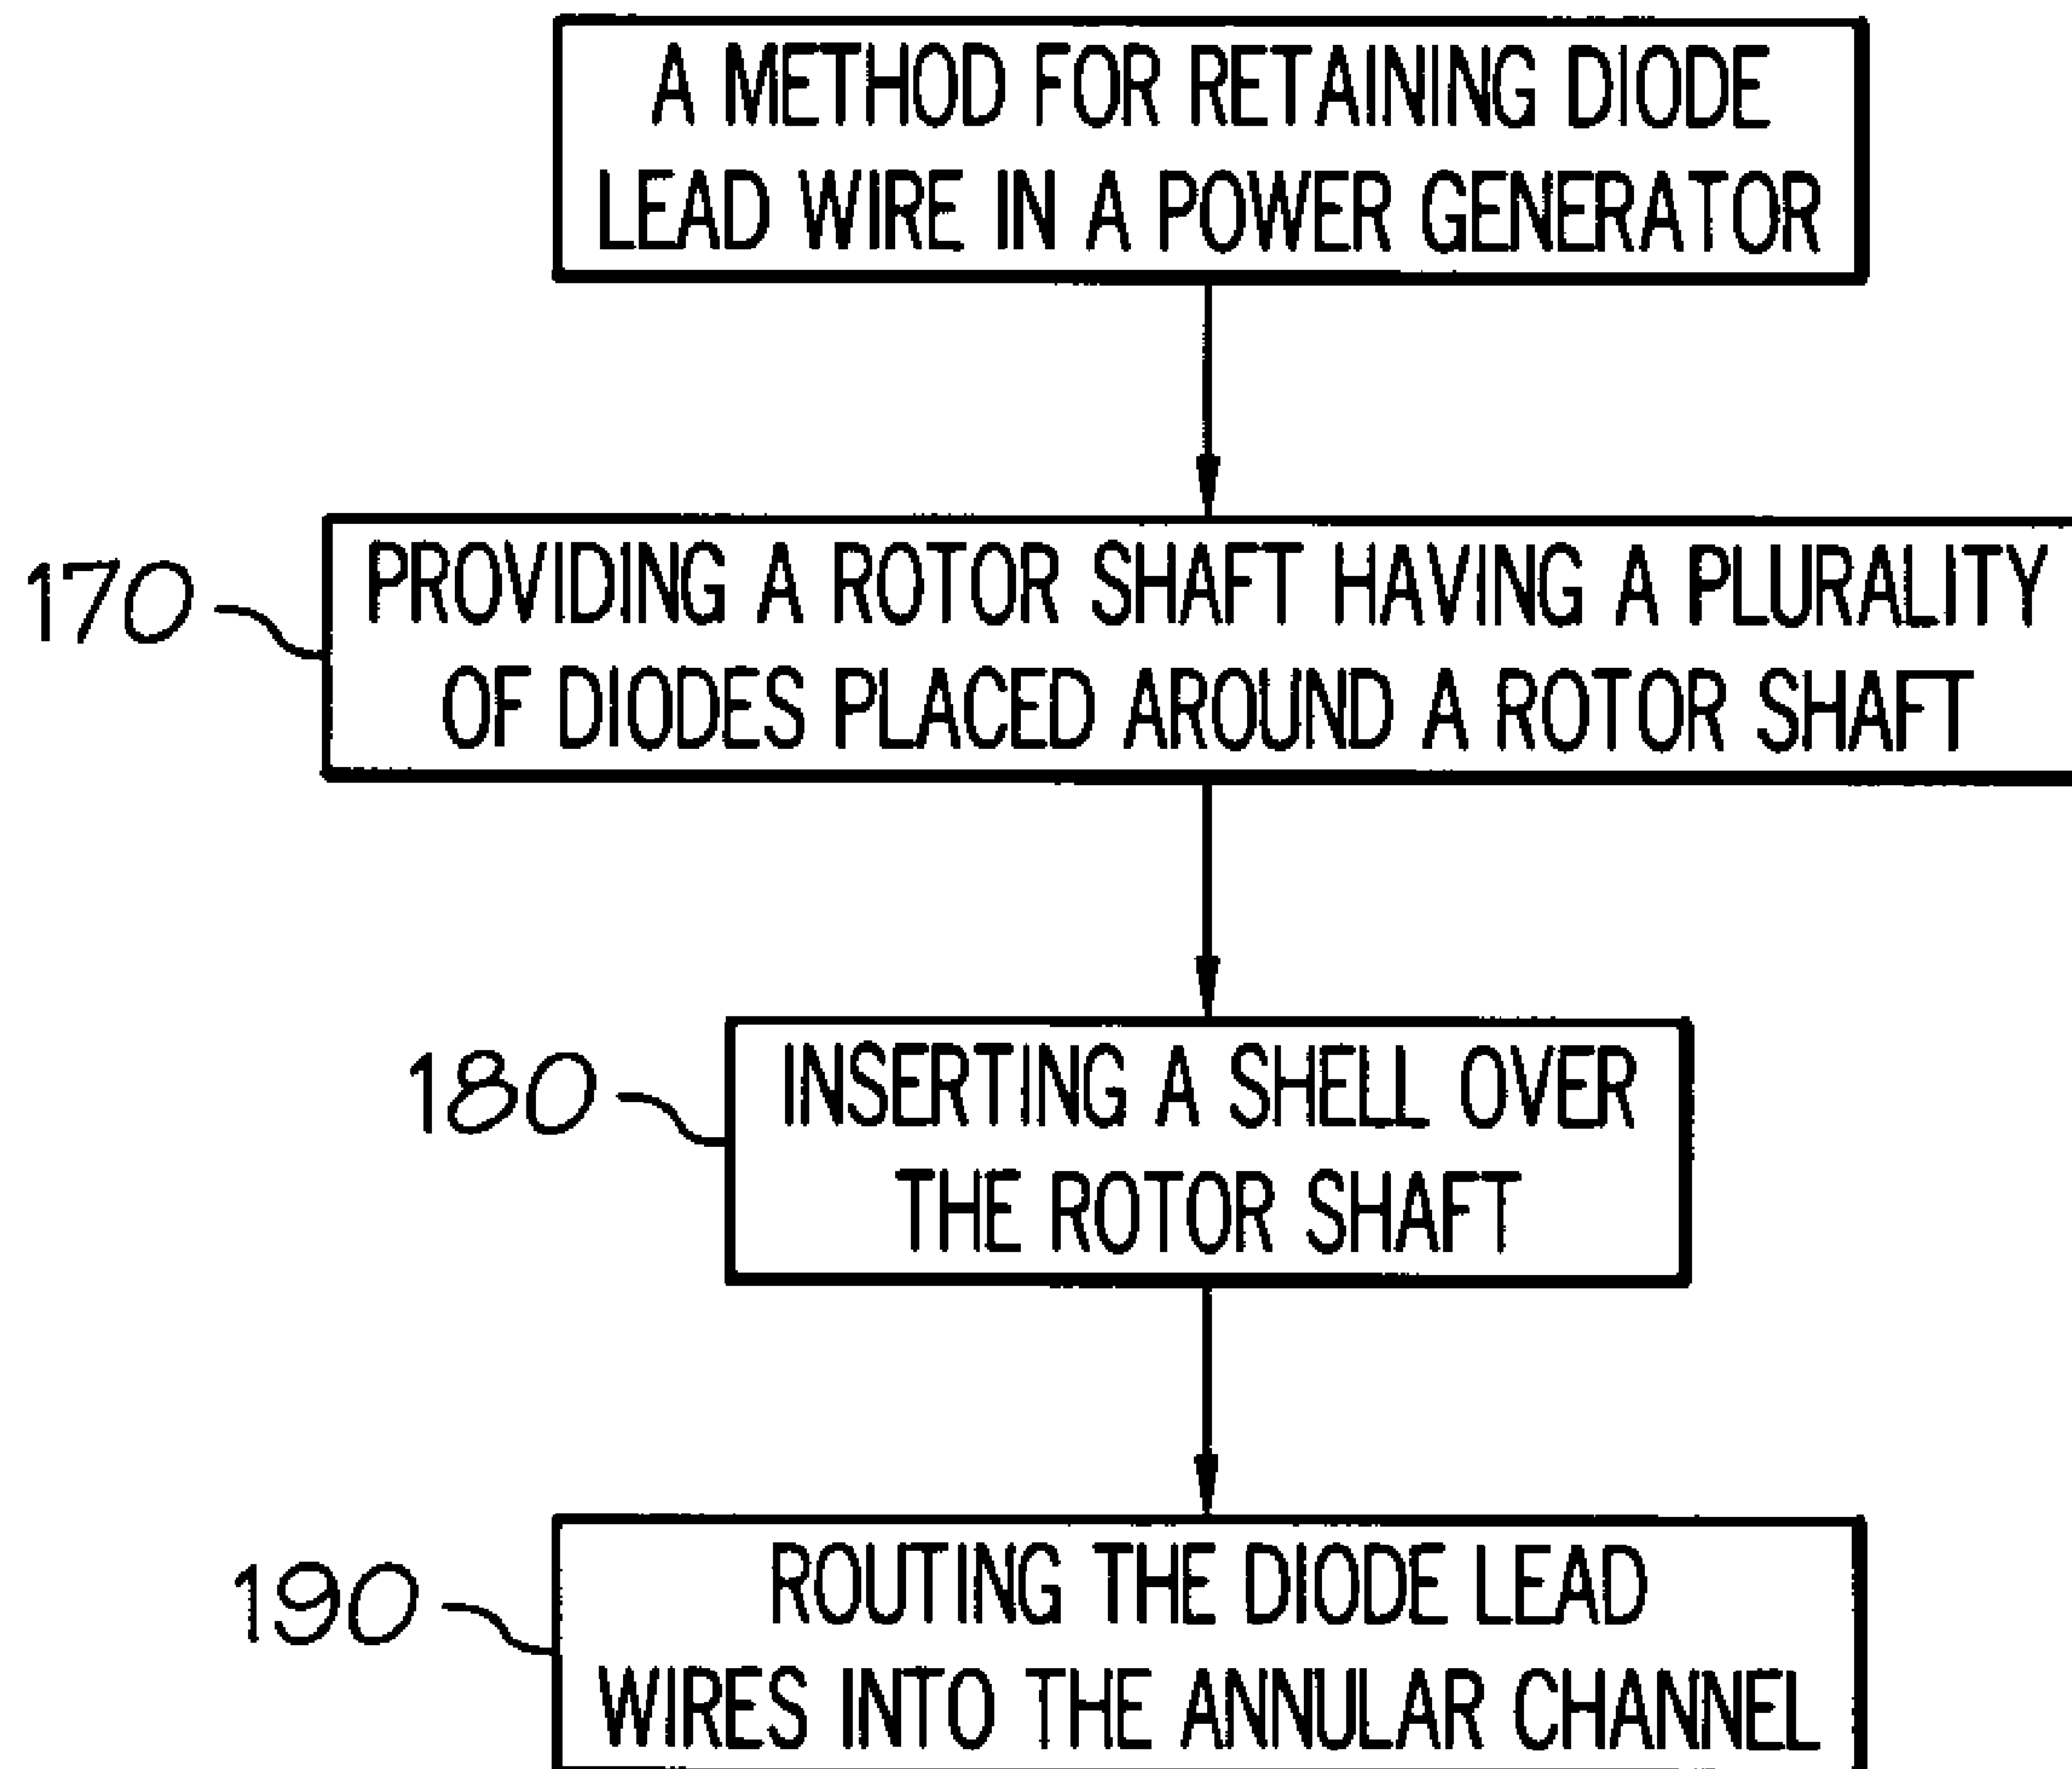 A METHOD FOR RETAINING DIODE
LEAD WIRE IN A POWER GENERATOR
170
PROVIDING A ROTOR SHAFT HAVING A PLURALITY
OF DIODES PLACED AROUND A ROTOR SHAFT
180
INSERTING A SHELL OVER
THE ROTOR SHAFT
190
ROUTING THE DIODE LEAD
WIRES INTO THE ANNULAR CHANNEL